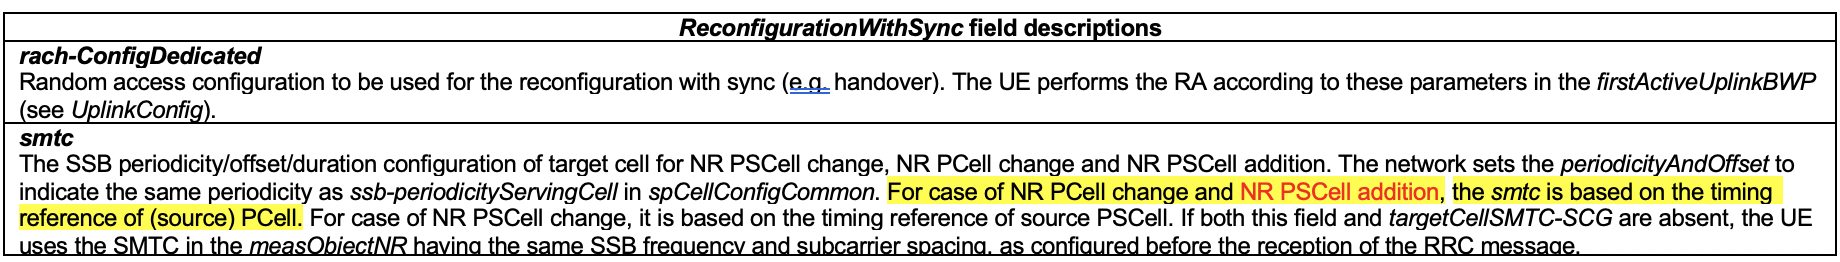 ReconfigurationWithSync field descriptions
rach-ConfigDedicated
Random access configuration to be used for the reconfiguration with sync (e.g. handover). The UE performs the RA according to these parameters in the firstActiveUplinkBWP
(see UplinkConfig).
smtc
The SSB periodicity/offset/duration configuration of target cell for NR PSCell change, NR PCell change and NR PSCell addition. The network sets the periodicityAndOffset to
indicate the same periodicity as ssb-periodicityServingCell in spCellConfigCommon. For case of NR PCell change and NR PSCell addition, the smtc is based on the timing
reference of (source) PCell. For case of NR PSCell change, it is based on the timing reference of source PSCell. If both this field and targetCellSMTC-SCG are absent, the UE
uses the SMTC in the measObjectNR having the same SSB frequency and subcarrier spacing, as configured before the reception of the RRC message.